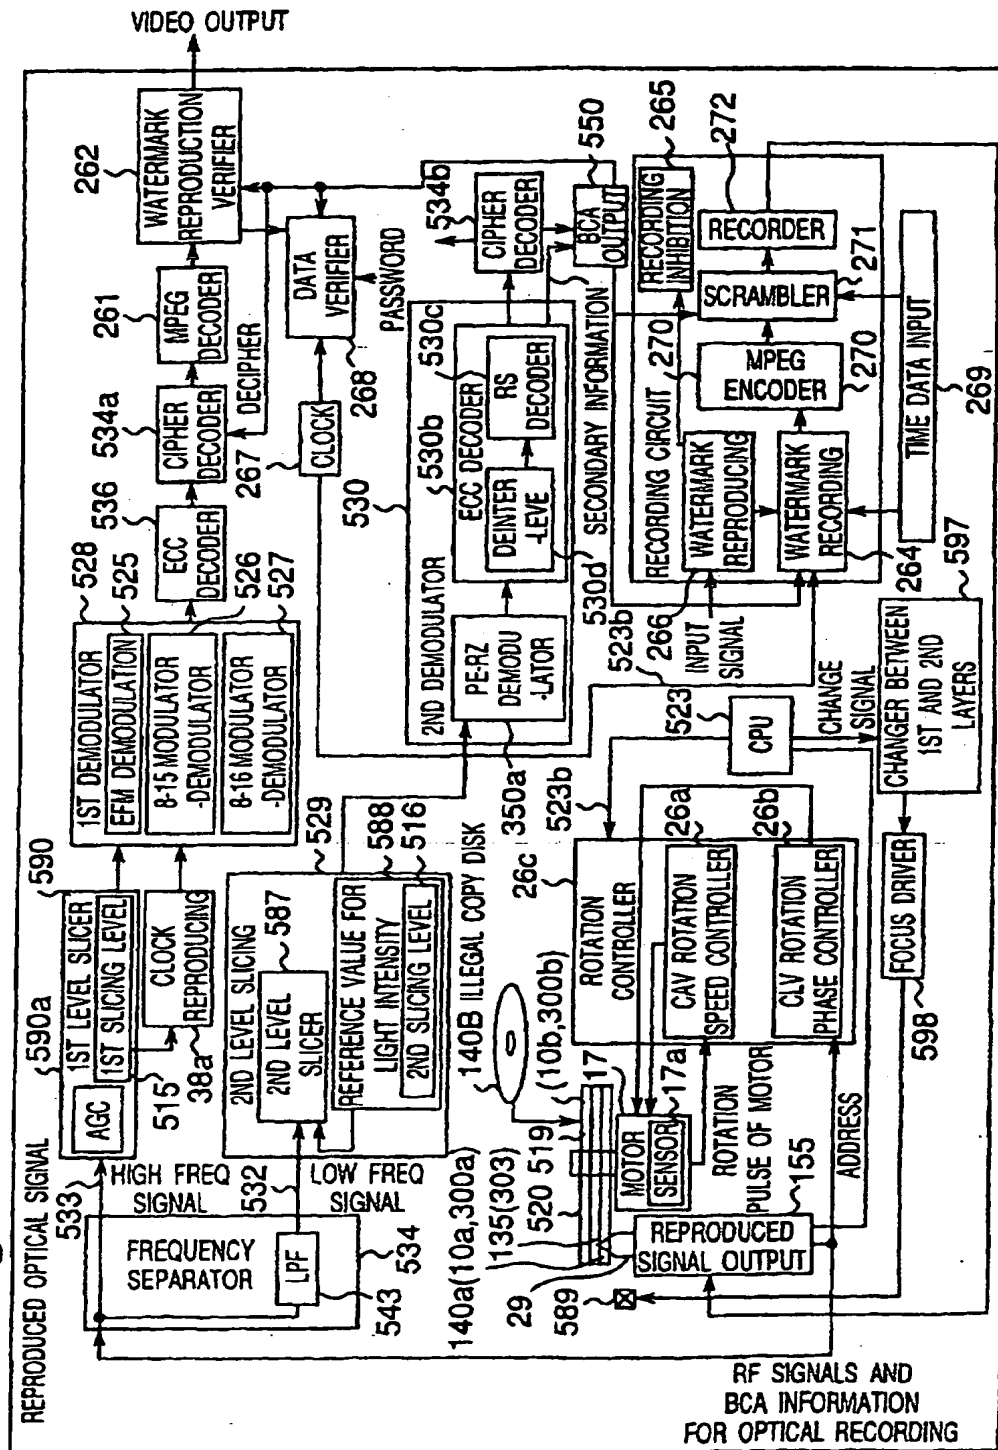 VIDEO OUTPUT
262
WATERMARK
REPRODUCTION
VERIFIER
261
MPEG
DECODER
534a
CIPHER
DECODER
DECIPHER
536
ECC
DECODER
528
1ST DEMODULATOR
525
EFM DEMODULATION
8-15 MODULATOR
-DEMODULATOR
526
8-16 MODULATOR
-DEMODULATOR
527
590
590a
1ST LEVEL SLICER
1ST SLICING LEVEL
AGC
515
CLOCK
REPRODUCING
38a
REPRODUCED OPTICAL SIGNAL
533
HIGH FREQ
SIGNAL
FREQUENCY
SEPARATOR
LPF
534
543
532
LOW FREQ
SIGNAL
529
2ND LEVEL SLICING
587
2ND LEVEL
SLICER
REFERENCE VALUE FOR
LIGHT INTENSITY
588
2ND SLICING LEVEL
516
267
CLOCK
DATA
VERIFIER
268
PASSWORD
530
2ND DEMODULATOR
PE-RZ
DEMODU
-LATOR
350a
530b
ECC DECODER
DEINTER
-LEVE
530d
530c
RS
DECODER
534b
CIPHER
DECODER
550
BCA
OUTPUT
SECONDARY INFORMATION
RECORDING CIRCUIT
265
RECORDING
INHIBITION
272
RECORDER
271
SCRAMBLER
270
MPEG
ENCODER
270
WATERMARK
REPRODUCING
266
INPUT
SIGNAL
WATERMARK
RECORDING
264
TIME DATA INPUT
269
523b
523
CPU
CHANGE
SIGNAL
597
CHANGER BETWEEN
1ST AND 2ND
LAYERS
FOCUS DRIVER
598
523b
26c
ROTATION
CONTROLLER
26a
CAV ROTATION
SPEED CONTROLLER
26b
CLV ROTATION
PHASE CONTROLLER
140B ILLEGAL COPY DISK
140a(10a,300a)
135(303)
520
519
(10b,300b)
17
MOTOR
SENSOR
17a
ROTATION
PULSE OF MOTOR
155
REPRODUCED
SIGNAL OUTPUT
ADDRESS
29
589
RF SIGNALS AND
BCA INFORMATION
FOR OPTICAL RECORDING